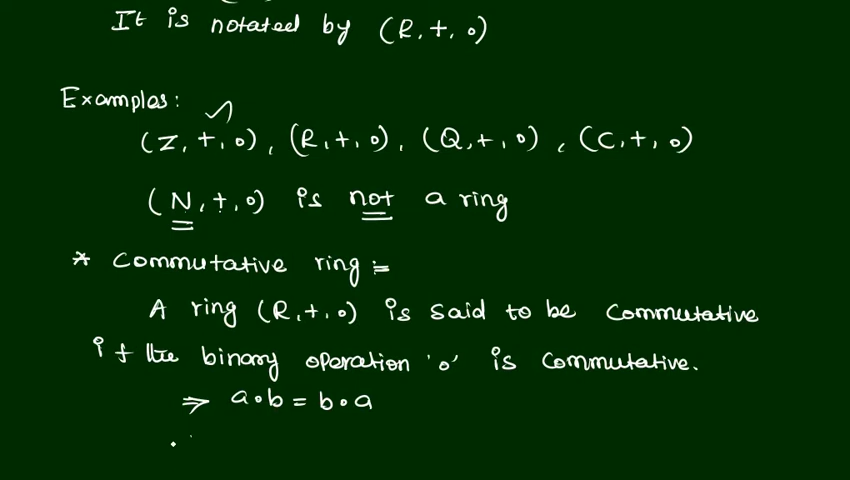 It is notated by (R, +, o)
Examples:
(Z, +, o), (R, +, o), (Q, +, o), (C, +, o)
(N, +, o) is not a ring
* Commutative ring :=
A ring (R, +, o) is said to be commutative
if the binary operation 'o' is commutative.
⇒ a∘b = b∘a